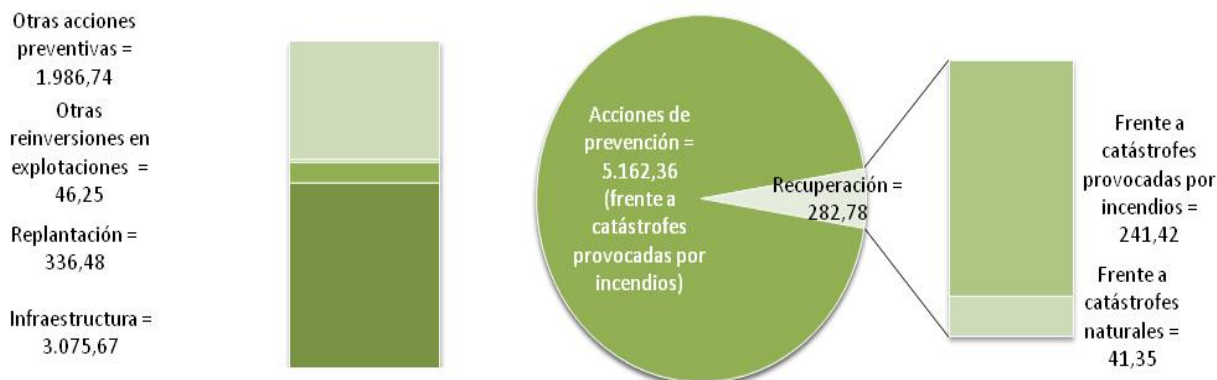 Otras acciones
preventivas =
1.986,74
Otras
reinversiones en
explotaciones =
46,25
Replantación =
336,48
Infraestructura =
3.075,67
Acciones de
prevención =
5.162,36
(frente a
catástrofes
provocadas por
incendios)
Recuperación =
282,78
Frente a
catástrofes
provocadas por
incendios =
241,42
Frente a
catástrofes
naturales =
41,35